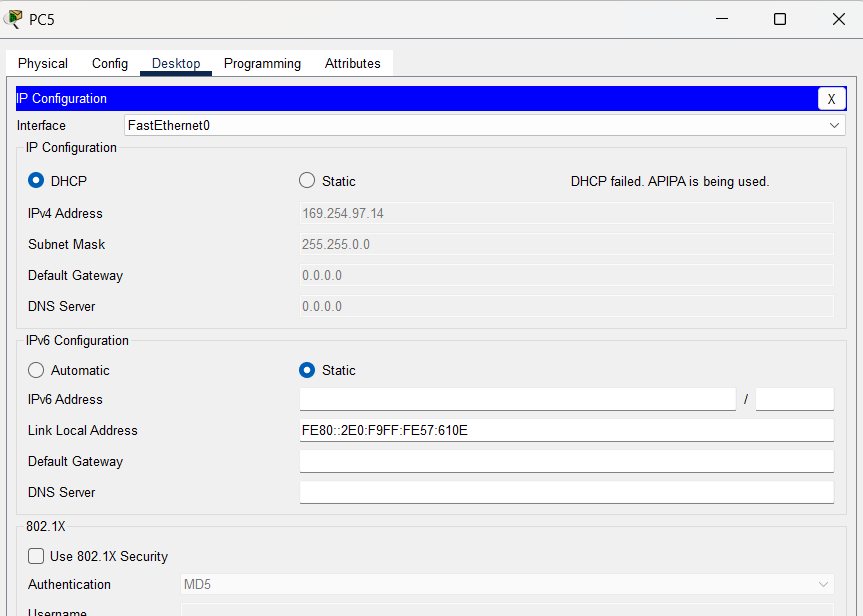 PC5
Physical Config Desktop Programming Attributes
IP Configuration X
Interface FastEthernet0
IP Configuration
DHCP Static DHCP failed. APIPA is being used.
IPv4 Address 169.254.97.14
Subnet Mask 255.255.0.0
Default Gateway 0.0.0.0
DNS Server 0.0.0.0
IPv6 Configuration
Automatic Static
IPv6 Address /
Link Local Address FE80::2E0:F9FF:FE57:610E
Default Gateway
DNS Server
802.1X
Use 802.1X Security
Authentication MD5
Username